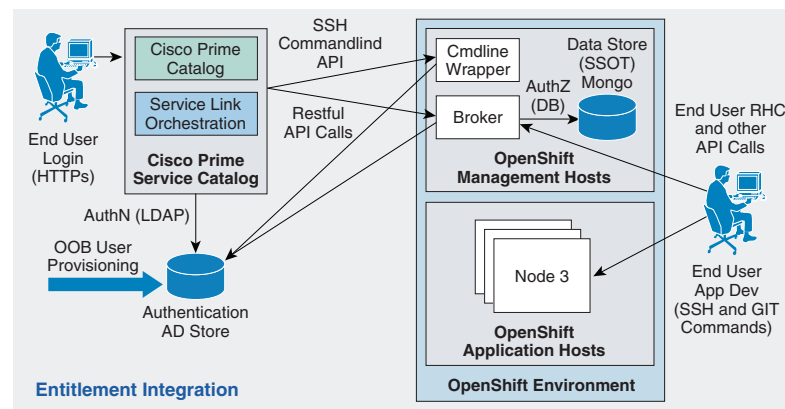 Cisco Prime
Catalog
Service Link
Orchestration
Cisco Prime
Service Catalog
End User
Login
(HTTPs)
AuthN (LDAP)
OOB User
Provisioning
Authentication
AD Store
SSH
Commandlind
API
Restful
API Calls
Cmdline
Wrapper
Broker
AuthZ
(DB)
Data Store
(SSOT)
Mongo
OpenShift
Management Hosts
Node 3
OpenShift
Application Hosts
OpenShift Environment
End User RHC
and other
API Calls
End User
App Dev
(SSH and GIT
Commands)
Entitlement Integration